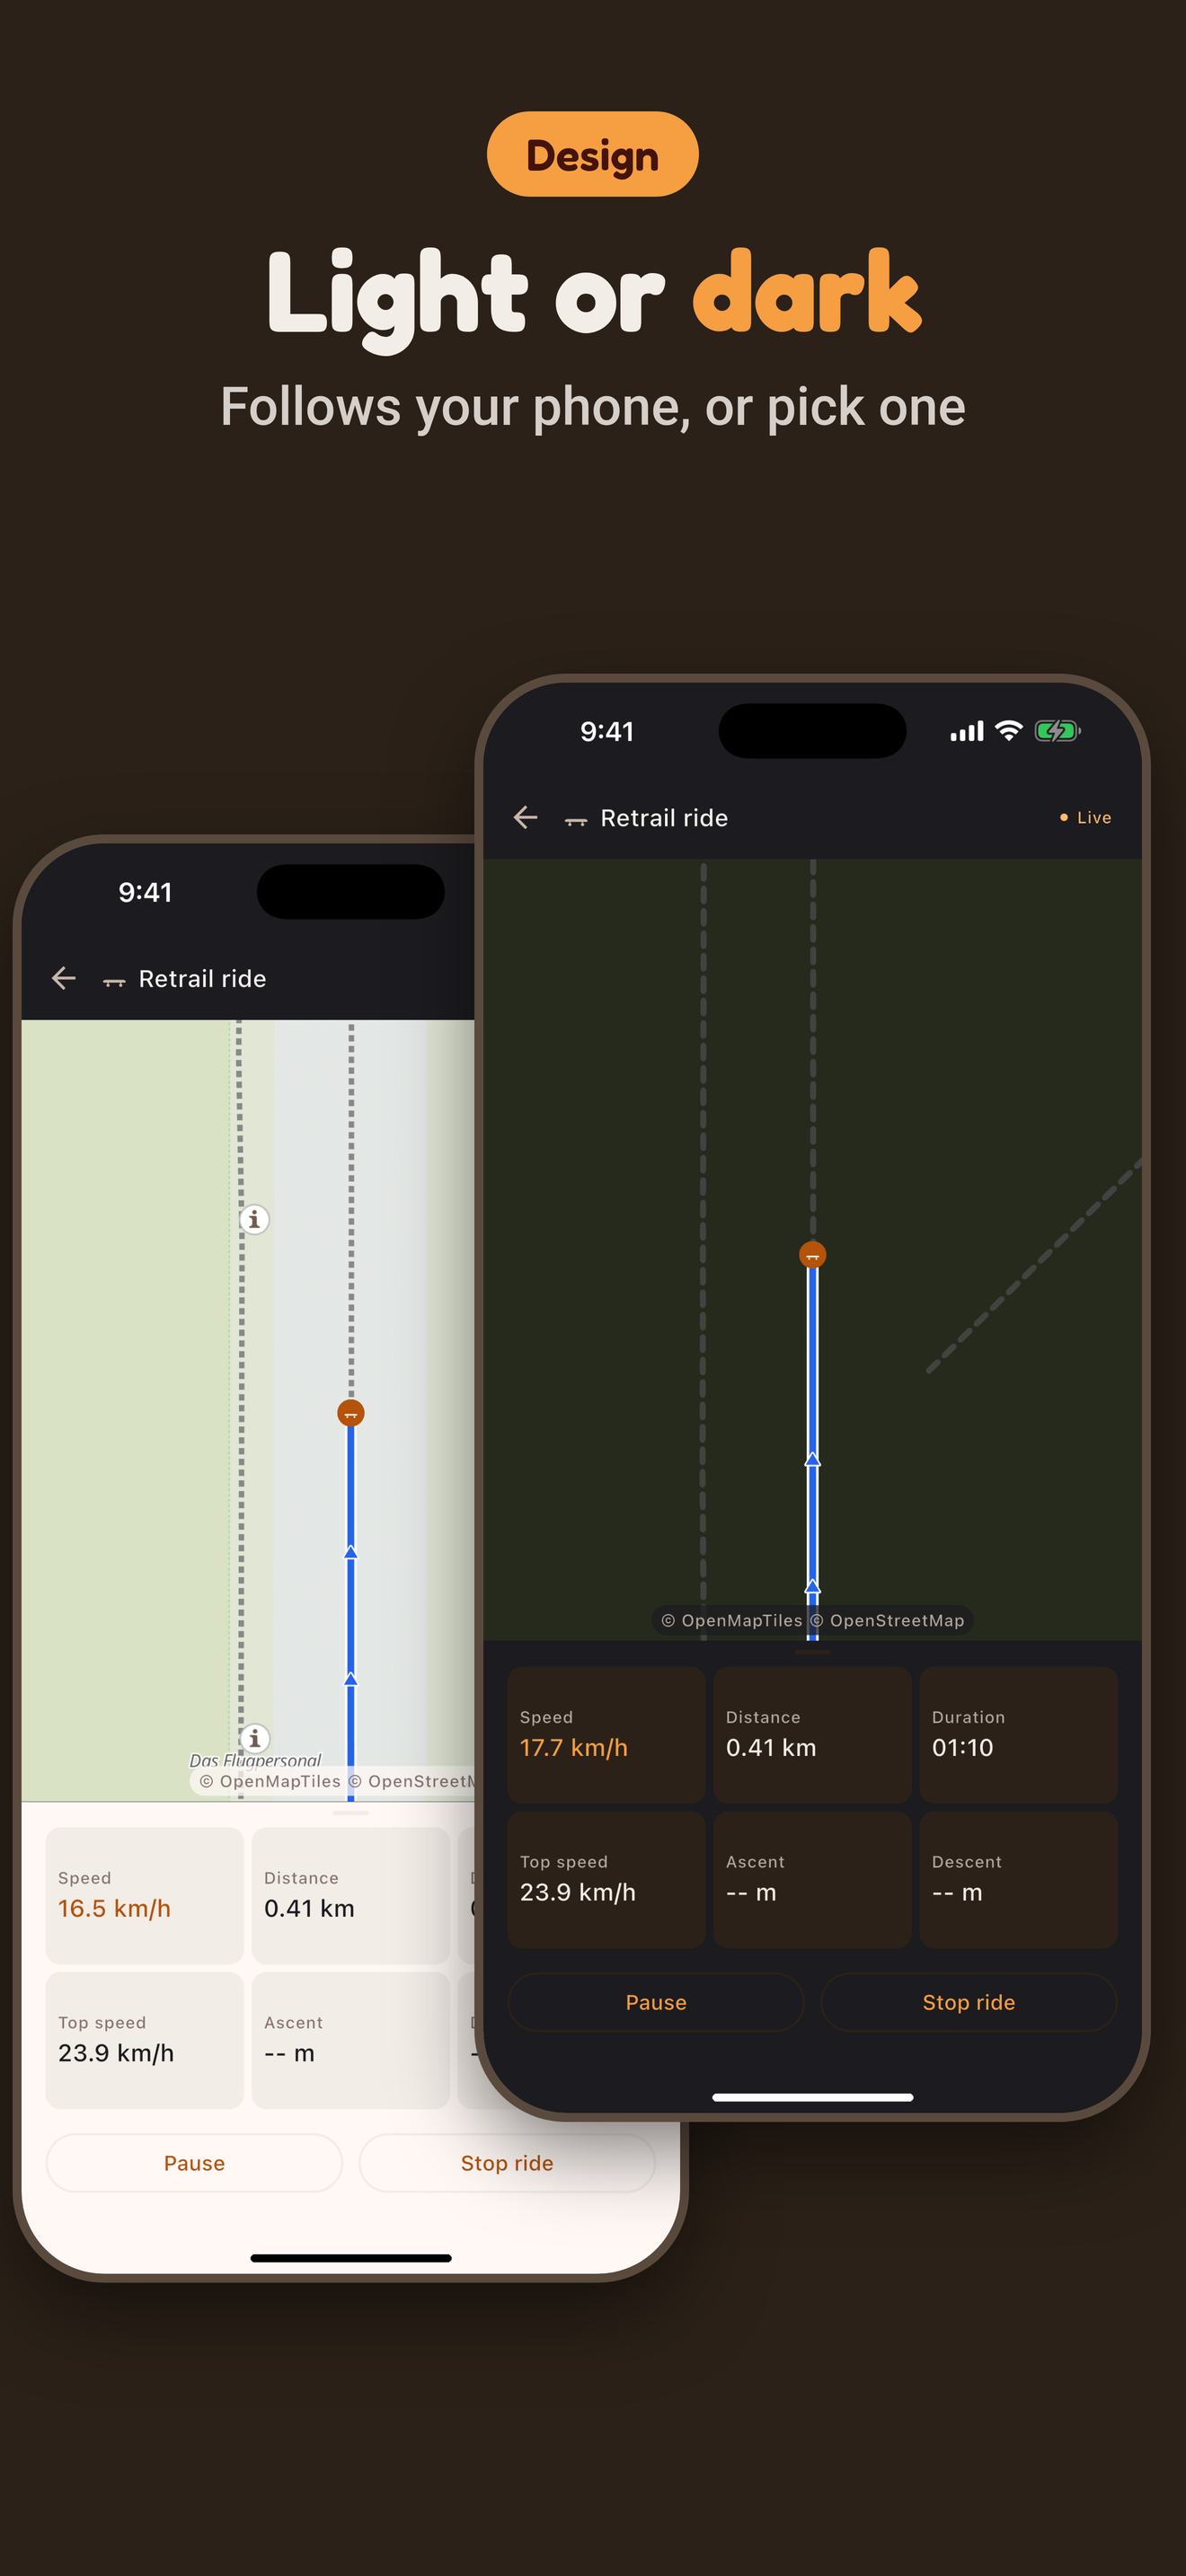 Design
Light or dark
Follows your phone, or pick one
9:41
Retrail ride
Live
© OpenMapTiles © OpenStreetMap
Speed
17.7 km/h
Distance
0.41 km
Duration
01:10
Top speed
23.9 km/h
Ascent
-- m
Descent
-- m
Pause
Stop ride
9:41
Retrail ride
Das Flugpersonal
© OpenMapTiles © OpenStreetM
Speed
16.5 km/h
Distance
0.41 km
Top speed
23.9 km/h
Ascent
-- m
Pause
Stop ride